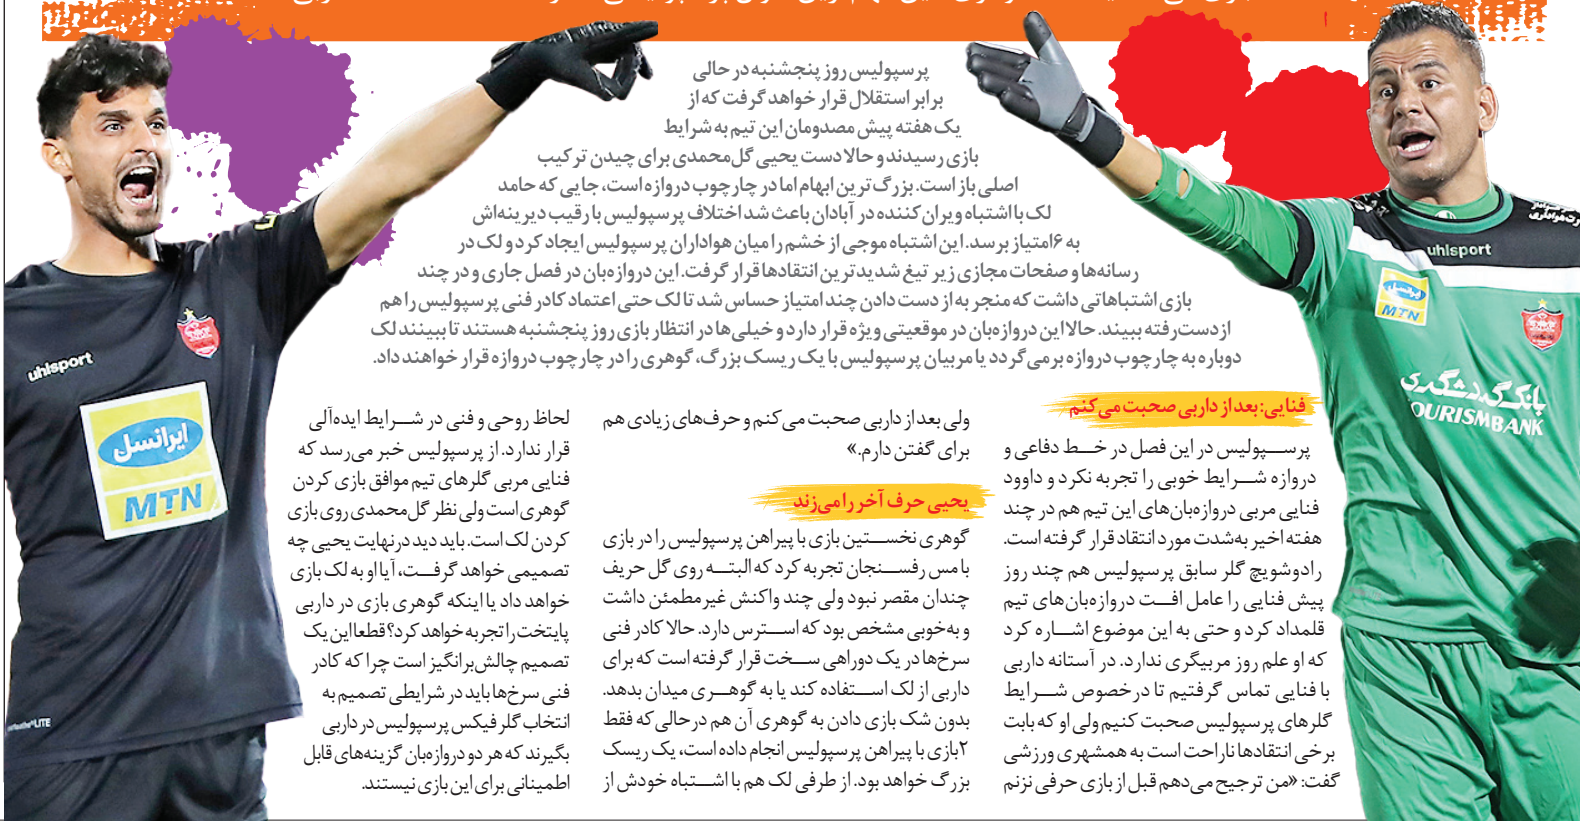 پرسپولیس روز پنجشنبه در حالی
برابر استقلال قرار خواهد گرفت که از
یک هفته پیش مصدومان این تیم به شرایط
بازی رسیدند و حالا دست یحیی گل‌محمدی برای چیدن ترکیب
اصلی باز است. بزرگ ترین ابهام اما در چارچوب دروازه است، جایی که حامد
لک با اشتباه ویران کننده در آبادان باعث شد اختلاف پرسپولیس با رقیب دیرینه‌اش
به ۶امتیاز برسد. این اشتباه موجی از خشم را میان هواداران پرسپولیس ایجاد کرد و لک در
رسانه‌ها و صفحات مجازی زیر تیغ شدیدترین انتقادها قرار گرفت. این دروازه‌بان در فصل جاری و در چند
بازی اشتباهاتی داشت که منجر به از دست دادن چند امتیاز حساس شد تا لک حتی اعتماد کادر فنی پرسپولیس را هم
ازدست‌رفته ببیند. حالا این دروازه‌بان در موقعیتی ویژه قرار دارد و خیلی‌ها در انتظار بازی روز پنجشنبه هستند تا ببینند لک
دوباره به چارچوب دروازه برمی‌گردد یا مربیان پرسپولیس با یک ریسک بزرگ، گوهری را در چارچوب دروازه قرار خواهند داد.
فنایی: بعد از داربی صحبت می‌کنم
پرسپولیس در این فصل در خط دفاعی و
دروازه شرایط خوبی را تجربه نکرد و داوود
فنایی مربی دروازه‌بان‌های این تیم هم در چند
هفته اخیر به‌شدت مورد انتقاد قرار گرفته است.
رادوشویچ گلر سابق پرسپولیس هم چند روز
پیش فنایی را عامل افت دروازه‌بان‌های تیم
قلمداد کرد و حتی به این موضوع اشاره کرد
که او علم روز مربیگری ندارد. در آستانه داربی
با فنایی تماس گرفتیم تا درخصوص شرایط
گلرهای پرسپولیس صحبت کنیم ولی او که بابت
برخی انتقادها ناراحت است به همشهری ورزشی
گفت: «من ترجیح می‌دهم قبل از بازی حرفی نزنم
ولی بعد از داربی صحبت می کنم و حرف‌های زیادی هم
برای گفتن دارم.»
یحیی حرف آخر را می‌زند
گوهری نخستین بازی با پیراهن پرسپولیس را در بازی
با مس رفسنجان تجربه کرد که البته روی گل حریف
چندان مقصر نبود ولی چند واکنش غیرمطمئن داشت
و به‌خوبی مشخص بود که استرس دارد. حالا کادر فنی
سرخ‌ها در یک دوراهی سخت قرار گرفته است که برای
داربی از لک استفاده کند یا به گوهری میدان بدهد.
بدون شک بازی دادن به گوهری آن هم درحالی‌که فقط
۲بازی با پیراهن پرسپولیس انجام داده است، یک ریسک
بزرگ خواهد بود. از طرفی لک هم با اشتباه خودش از
لحاظ روحی و فنی در شرایط ایده‌آلی
قرار ندارد. از پرسپولیس خبر می‌رسد که
فنایی مربی گلرهای تیم موافق بازی کردن
گوهری است ولی نظر گل‌محمدی روی بازی
کردن لک است. باید دید درنهایت یحیی چه
تصمیمی خواهد گرفت، آیا او به لک بازی
خواهد داد یا اینکه گوهری بازی در داربی
پایتخت را تجربه خواهد کرد؟ قطعا این یک
تصمیم چالش‌برانگیز است چرا که کادر
فنی سرخ‌ها باید در شرایطی تصمیم به
انتخاب گلر فیکس پرسپولیس در داربی
بگیرند که هر دو دروازه‌بان گزینه‌های قابل
اطمینانی برای این بازی نیستند.
uhlsport
ایرانسل
MTN
uhlsport
ایرانسل
MTN
بانک گردشگری
OURISMBANK